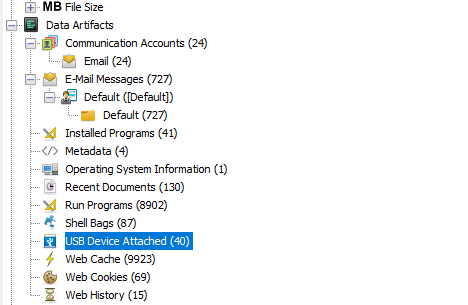 MB File Size
Data Artifacts
Communication Accounts (24)
Email (24)
E-Mail Messages (727)
Default ([Default])
Default (727)
Installed Programs (41)
Metadata (4)
Operating System Information (1)
Recent Documents (130)
Run Programs (8902)
Shell Bags (87)
USB Device Attached (40)
Web Cache (9923)
Web Cookies (69)
Web History (15)